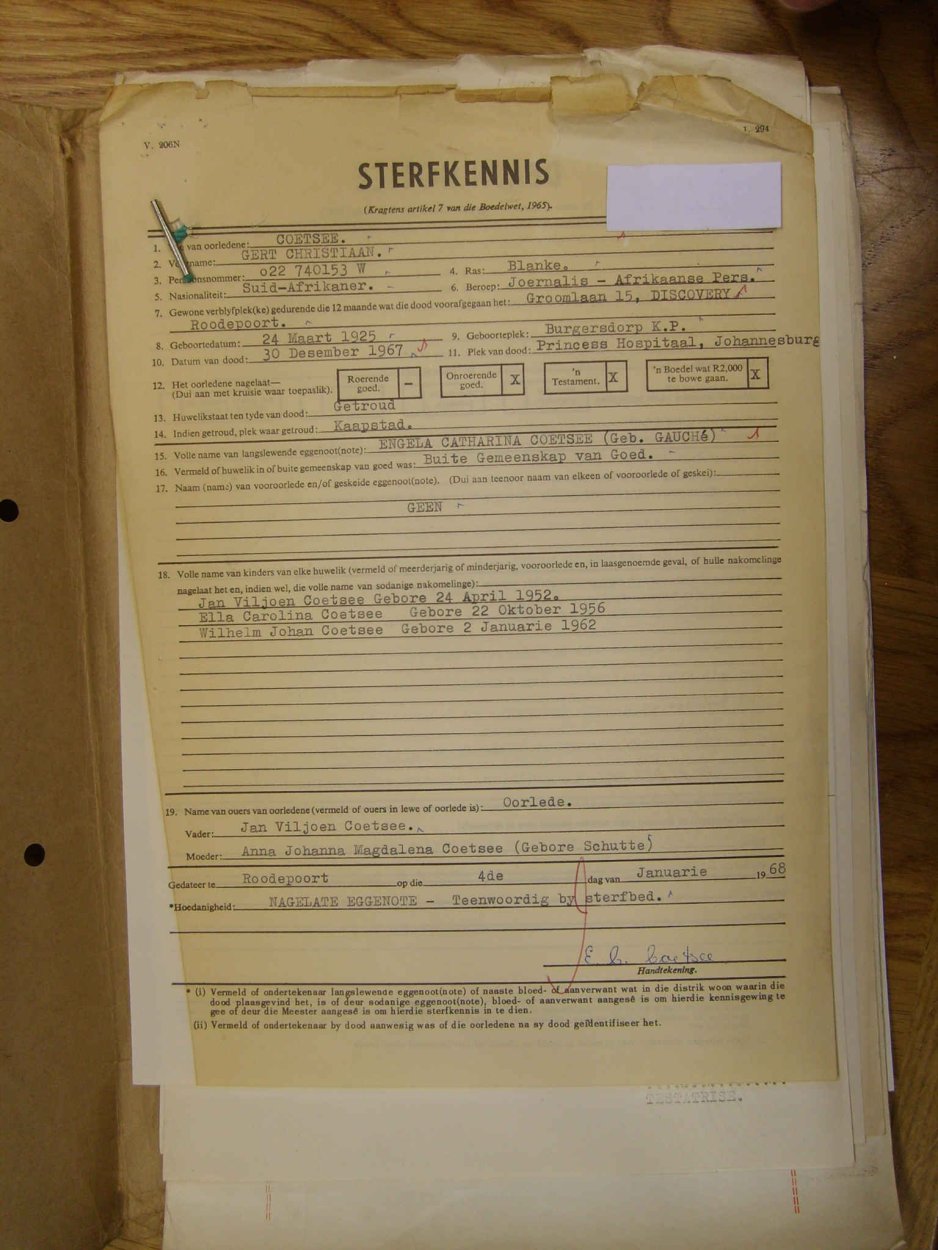 V. 206N
1. 294
STERFKENNIS
(Kragtens artikel 7 van die Boedelwet, 1965).
1. van oorledene: COETSEE.
2. name: GERT CHRISTIAAN.
3. nsnommer: o22 740153 W 4. Ras: Blanke.
5. Nasionaliteit: Suid-Afrikaner. 6. Beroep: Joernalis - Afrikaanse Pers.
7. Gewone verblyfplek(ke) gedurende die 12 maande wat die dood voorafgegaan het: Groomlaan 15, DISCOVERY
Roodepoort.
8. Geboortedatum: 24 Maart 1925 9. Geboorteplek: Burgersdorp K.P.
10. Datum van dood: 30 Desember 1967 11. Plek van dood: Princess Hospitaal, Johannesburg
12. Het oorledene nagelaat— Roerende goed. – Onroerende goed. X 'n Testament. X 'n Boedel wat R2,000 te bowe gaan. X
(Dui aan met kruisie waar toepaslik).
13. Huwelikstaat ten tyde van dood: Getroud
14. Indien getroud, plek waar getroud: Kaapstad.
15. Volle name van langslewende eggenoot(note): ENGELA CATHARINA COETSEE (Geb. GAUCHé)
16. Vermeld of huwelik in of buite gemeenskap van goed was: Buite Gemeenskap van Goed.
17. Naam (name) van vooroorlede en/of geskeide eggenoot(note). (Dui aan teenoor naam van elkeen of vooroorlede of geskei):
GEEN
18. Volle name van kinders van elke huwelik (vermeld of meerderjarig of minderjarig, vooroorlede en, in laasgenoemde geval, of hulle nakomelinge
nagelaat het en, indien wel, die volle name van sodanige nakomelinge):
Jan Viljoen Coetsee Gebore 24 April 1952.
Ella Carolina Coetsee Gebore 22 Oktober 1956
Wilhelm Johan Coetsee Gebore 2 Januarie 1962
19. Name van ouers van oorledene (vermeld of ouers in lewe of oorlede is): Oorlede.
Vader: Jan Viljoen Coetsee.
Moeder: Anna Johanna Magdalena Coetsee (Gebore Schutte)
Gedateer te Roodepoort op die 4de dag van Januarie 1968
*Hoedanigheid: NAGELATE EGGENOTE - Teenwoordig by sterfbed.
E. C. Coetsee
Handtekening.
* (i) Vermeld of ondertekenaar langslewende eggenoot(note) of naaste bloed- of aanverwant wat in die distrik woon waarin die
dood plaasgevind het, is of deur sodanige eggenoot(note), bloed- of aanverwant aangesê is om hierdie kennisgewing te
gee of deur die Meester aangesê is om hierdie sterfkennis in te dien.
(ii) Vermeld of ondertekenaar by dood aanwesig was of die oorledene na sy dood geïdentifiseer het.
TESTATRISE.